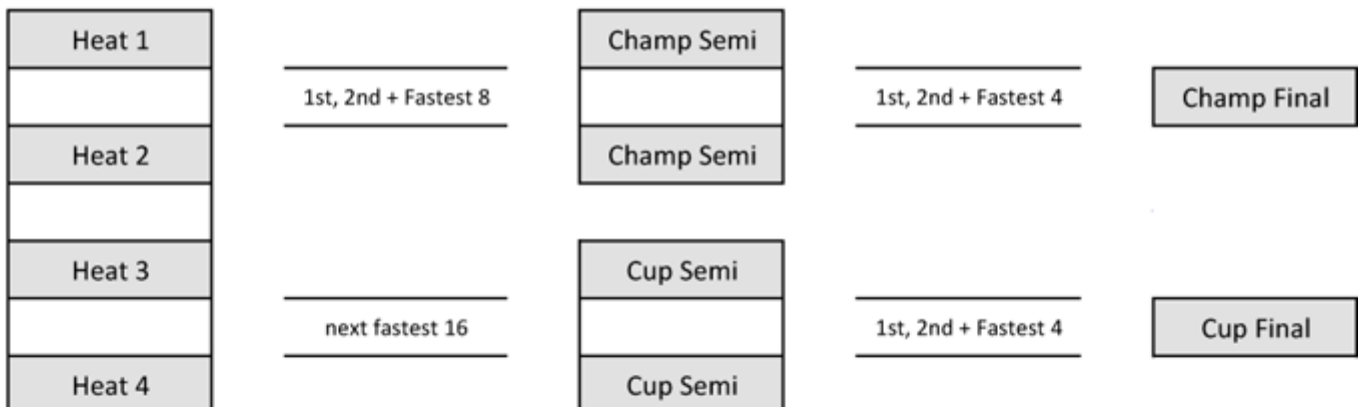 Heat 1
Champ Semi
1st, 2nd + Fastest 8
1st, 2nd + Fastest 4
Champ Final
Heat 2
Champ Semi
Heat 3
Cup Semi
next fastest 16
1st, 2nd + Fastest 4
Cup Final
Heat 4
Cup Semi